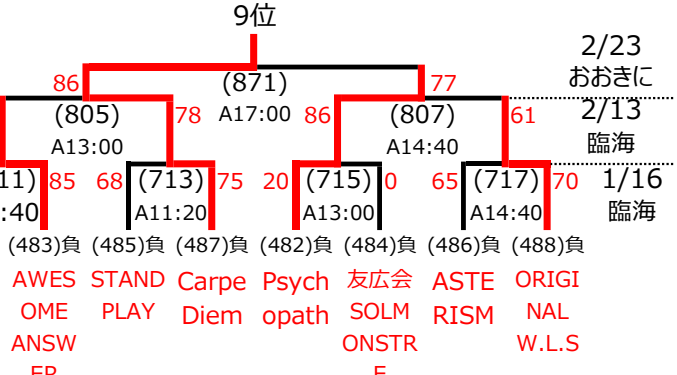 9位
2/23
86 (871) 77 おおきに
(805) 78 A17:00 86 (807) 61 2/13
A13:00 A14:40 臨海
11) 85 68 (713) 75 20 (715) 0 65 (717) 70 1/16
:40 A11:20 A13:00 A14:40 臨海
(483)負 (485)負 (487)負 (482)負 (484)負 (486)負 (488)負
AWES STAND Carpe Psych 友広会 ASTE ORIGI
OME PLAY Diem opath SOLM RISM NAL
ANSW ONSTR W.L.S
ER E